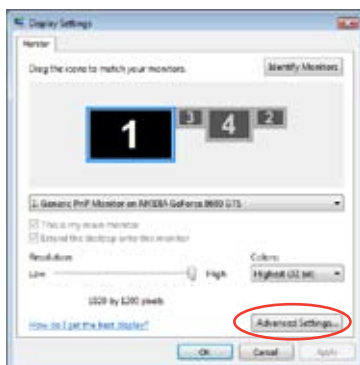 Display Settings
Monitor
Drag the icons to match your monitors.
Identify Monitors
1
3
4
2
Generic PnP Monitor on NVIDIA GeForce 8600 GTS
This is my main monitor
Extend the desktop onto this monitor
Resolution:
Colors:
Low
High
Highest (32 bit)
by 1200 pixels
How do I get the best display?
Advanced Settings...
OK
Cancel
Apply